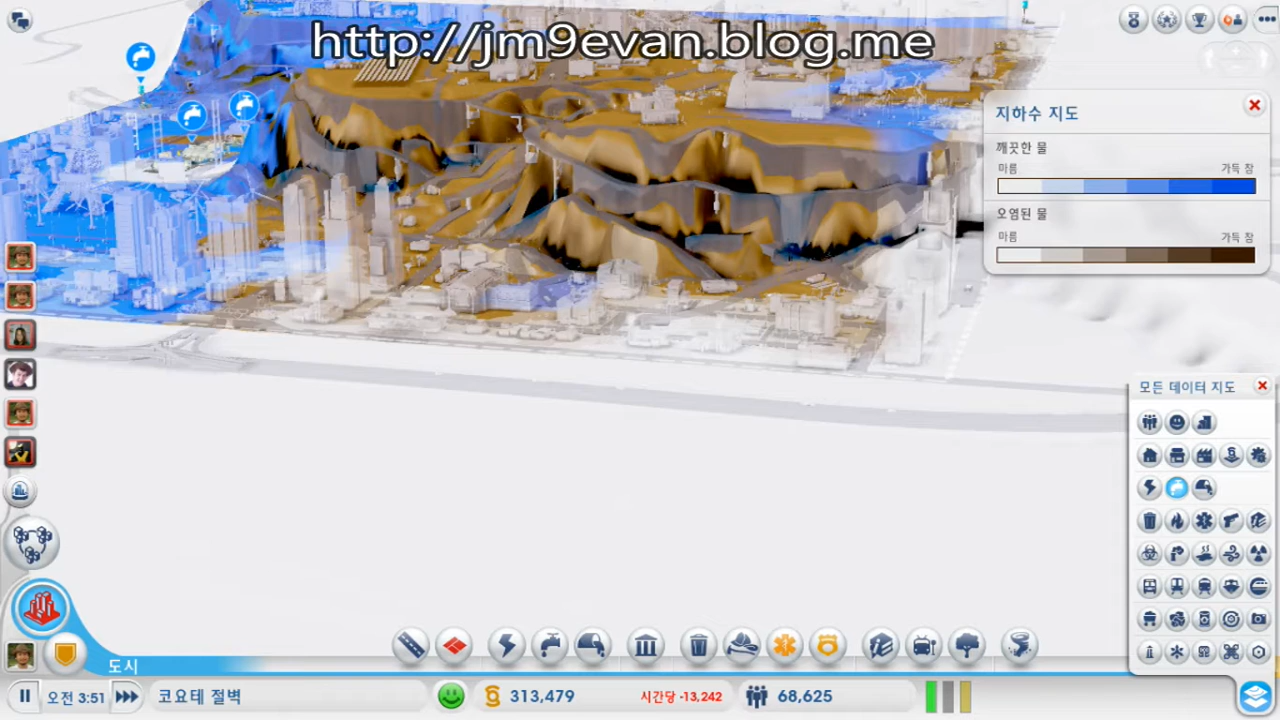 http://jm9evan.blog.me
지하수 지도
깨끗한 물
마름 가득 참
오염된 물
마름 가득 참
모든 데이터 지도
도시
오전 3:51
코요테 절벽
313,479
시간당 -13,242
68,625